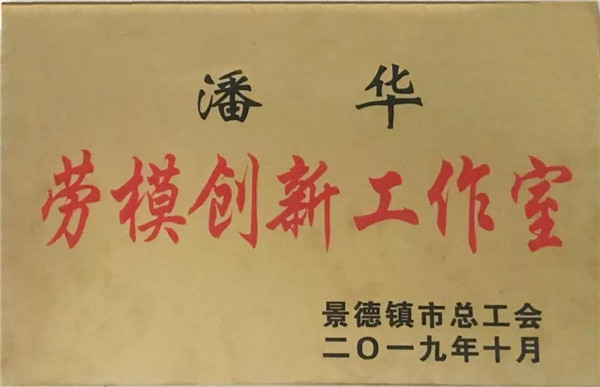 潘 华
劳模创新工作室
景德镇市总工会
二〇一九年十月